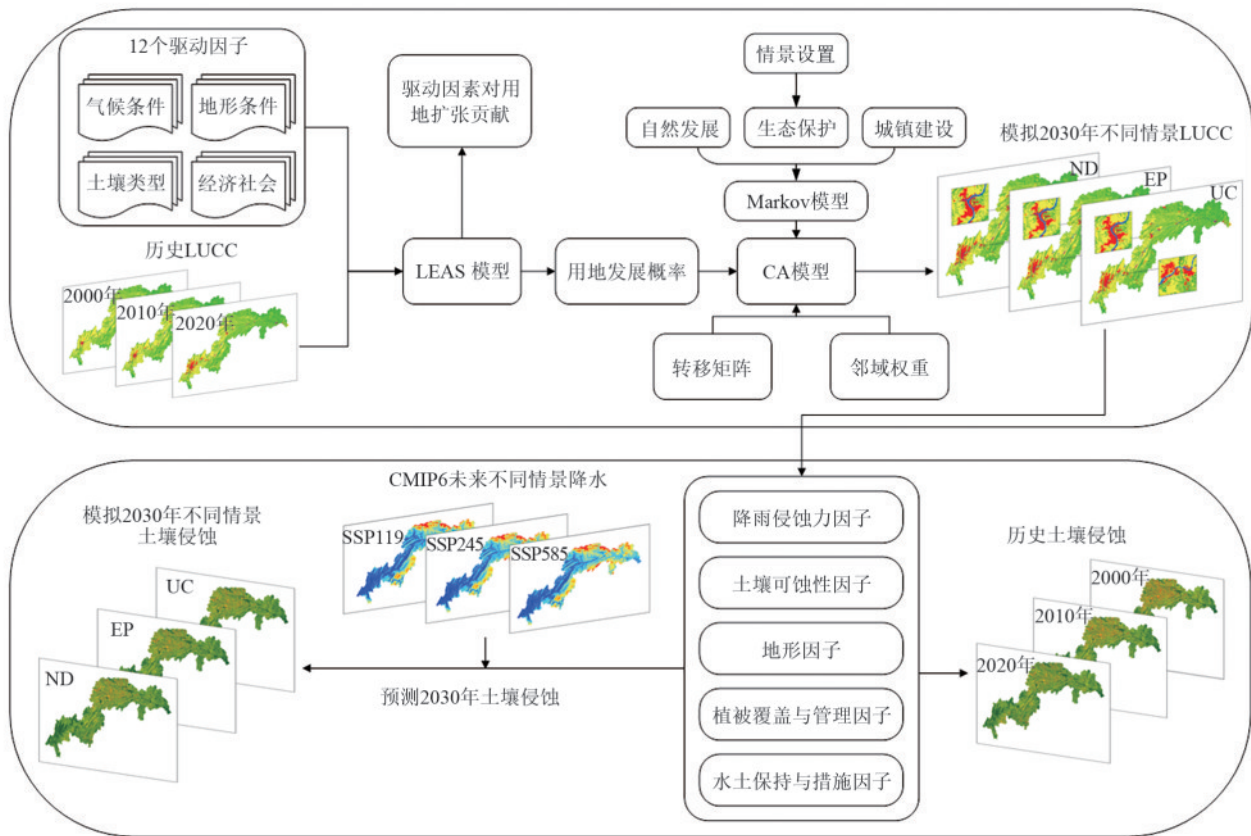 12个驱动因子
气候条件
地形条件
土壤类型
经济社会
历史LUCC
2000年
2010年
2020年
驱动因素对用
地扩张贡献
LEAS 模型
用地发展概率
情景设置
自然发展
生态保护
城镇建设
Markov模型
CA模型
转移矩阵
邻域权重
模拟2030年不同情景LUCC
ND
EP
UC
模拟2030年不同情景
土壤侵蚀
UC
EP
ND
CMIP6未来不同情景降水
SSP119
SSP245
SSP585
预测2030年土壤侵蚀
降雨侵蚀力因子
土壤可蚀性因子
地形因子
植被覆盖与管理因子
水土保持与措施因子
历史土壤侵蚀
2000年
2010年
2020年